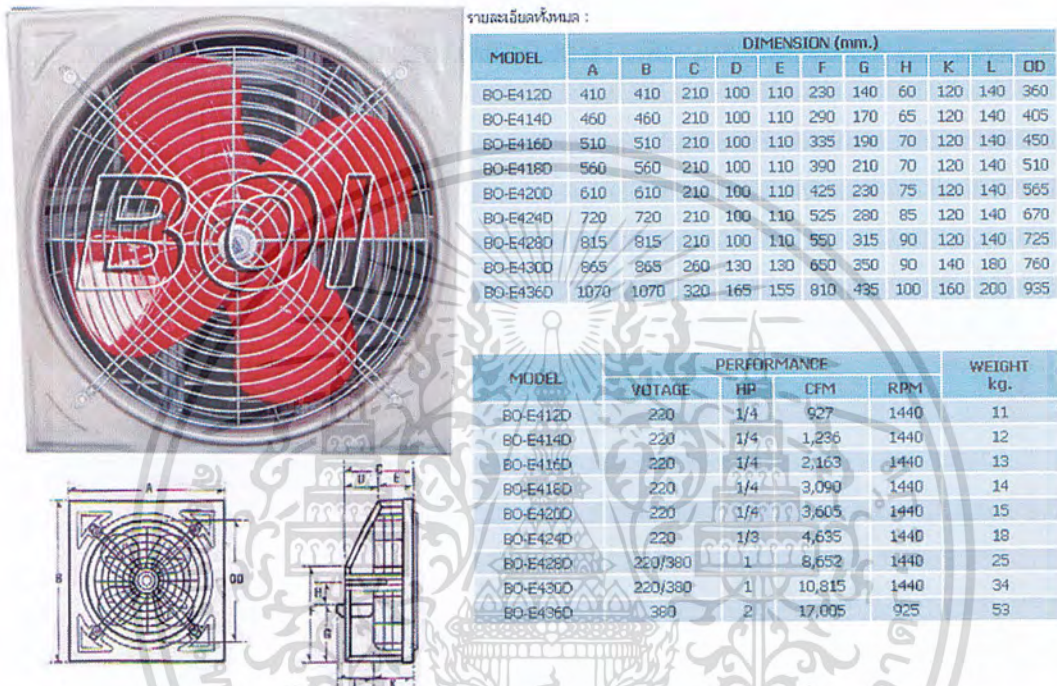 รายละเอียดทั้งหมด :
MODEL DIMENSION (mm.)
A B C D E F G H K L OD
BO-E412D 410 410 210 100 110 230 140 60 120 140 360
BO-E414D 460 460 210 100 110 290 170 65 120 140 405
BO-E416D 510 510 210 100 110 335 190 70 120 140 450
BO-E418D 560 560 210 100 110 390 210 70 120 140 510
BO-E420D 610 610 210 100 110 425 230 75 120 140 565
BO-E424D 720 720 210 100 110 525 280 85 120 140 670
BO-E428D 815 815 210 100 110 550 315 90 120 140 725
BO-E430D 865 865 260 130 130 650 350 90 140 180 760
BO-E436D 1070 1070 320 165 155 810 435 100 160 200 935
BOI
MODEL PERFORMANCE WEIGHT kg.
VOTAGE HP CFM RPM
BO-E412D 220 1/4 927 1440 11
BO-E414D 220 1/4 1,236 1440 12
BO-E416D 220 1/4 2,163 1440 13
BO-E418D 220 1/4 3,090 1440 14
BO-E420D 220 1/4 3,605 1440 15
BO-E424D 220 1/3 4,635 1440 18
BO-E428D 220/380 1 8,652 1440 25
BO-E430D 220/380 1 10,815 1440 34
BO-E436D 380 2 17,005 925 53
C
A D E
B OD H G